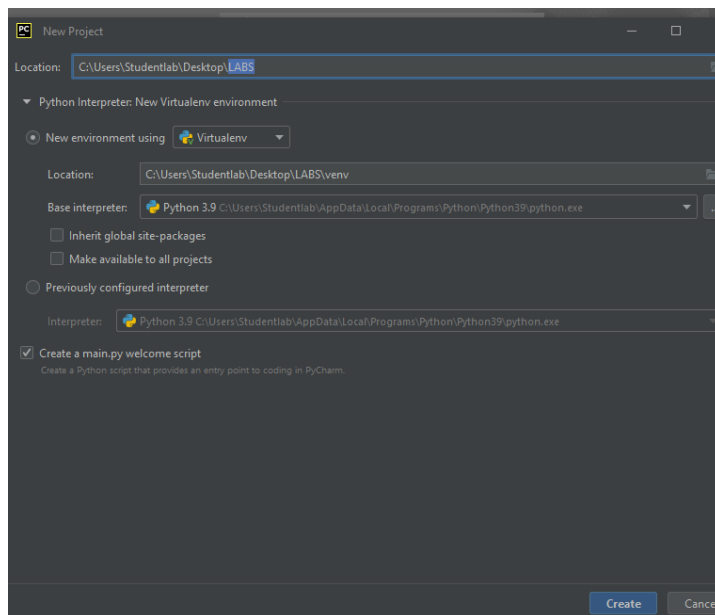 PC New Project
Location: C:\Users\Studentlab\Desktop\LABS
Python Interpreter: New Virtualenv environment
New environment using Virtualenv
Location: C:\Users\Studentlab\Desktop\LABS\venv
Base interpreter: Python 3.9 C:\Users\Studentlab\AppData\Local\Programs\Python\Python39\python.exe
Inherit global site-packages
Make available to all projects
Previously configured interpreter
Interpreter: Python 3.9 C:\Users\Studentlab\AppData\Local\Programs\Python\Python39\python.exe
Create a main.py welcome script
Create a Python script that provides an entry point to coding in PyCharm.
Create Cance